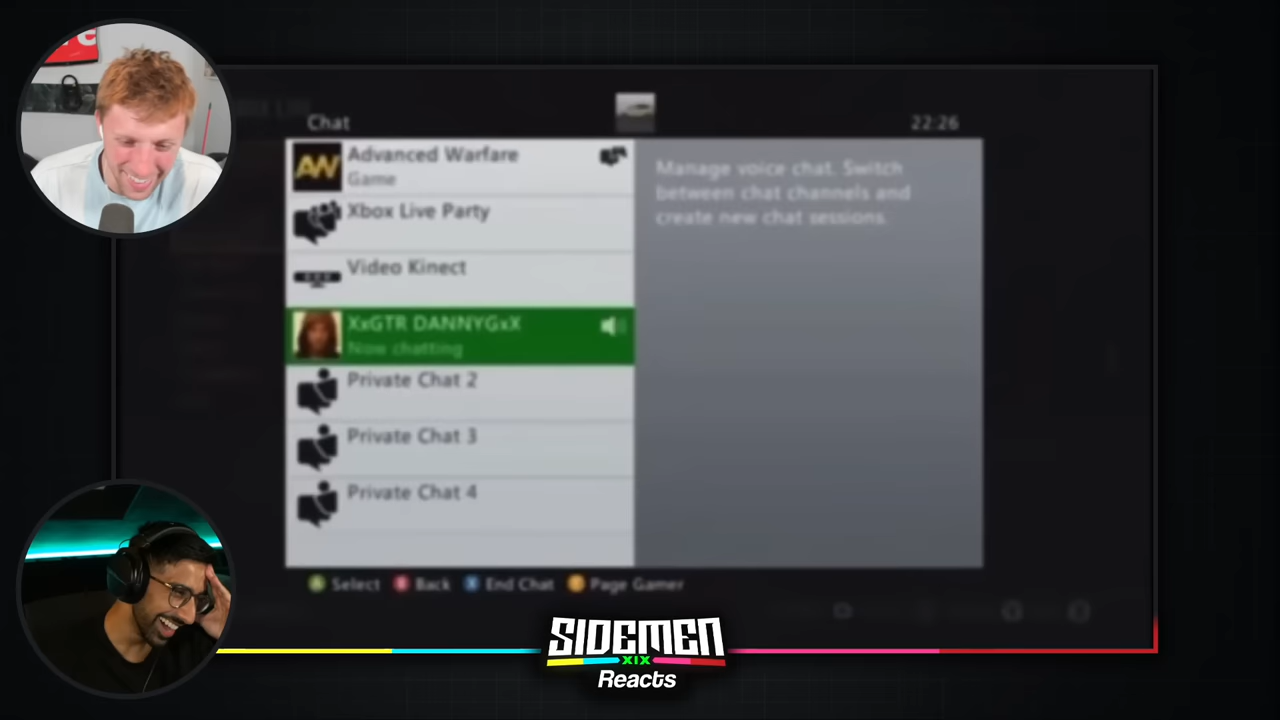 Chat
22:26
Advanced Warfare
Game
Xbox Live Party
Video Kinect
XxGTR DANNYGxX
Now chatting
Private Chat 2
Private Chat 3
Private Chat 4
Manage voice chat. Switch
between chat channels and
create new chat sessions.
A Select B Back X End Chat Y Page Gamer
SIDEMEN
XIX
Reacts